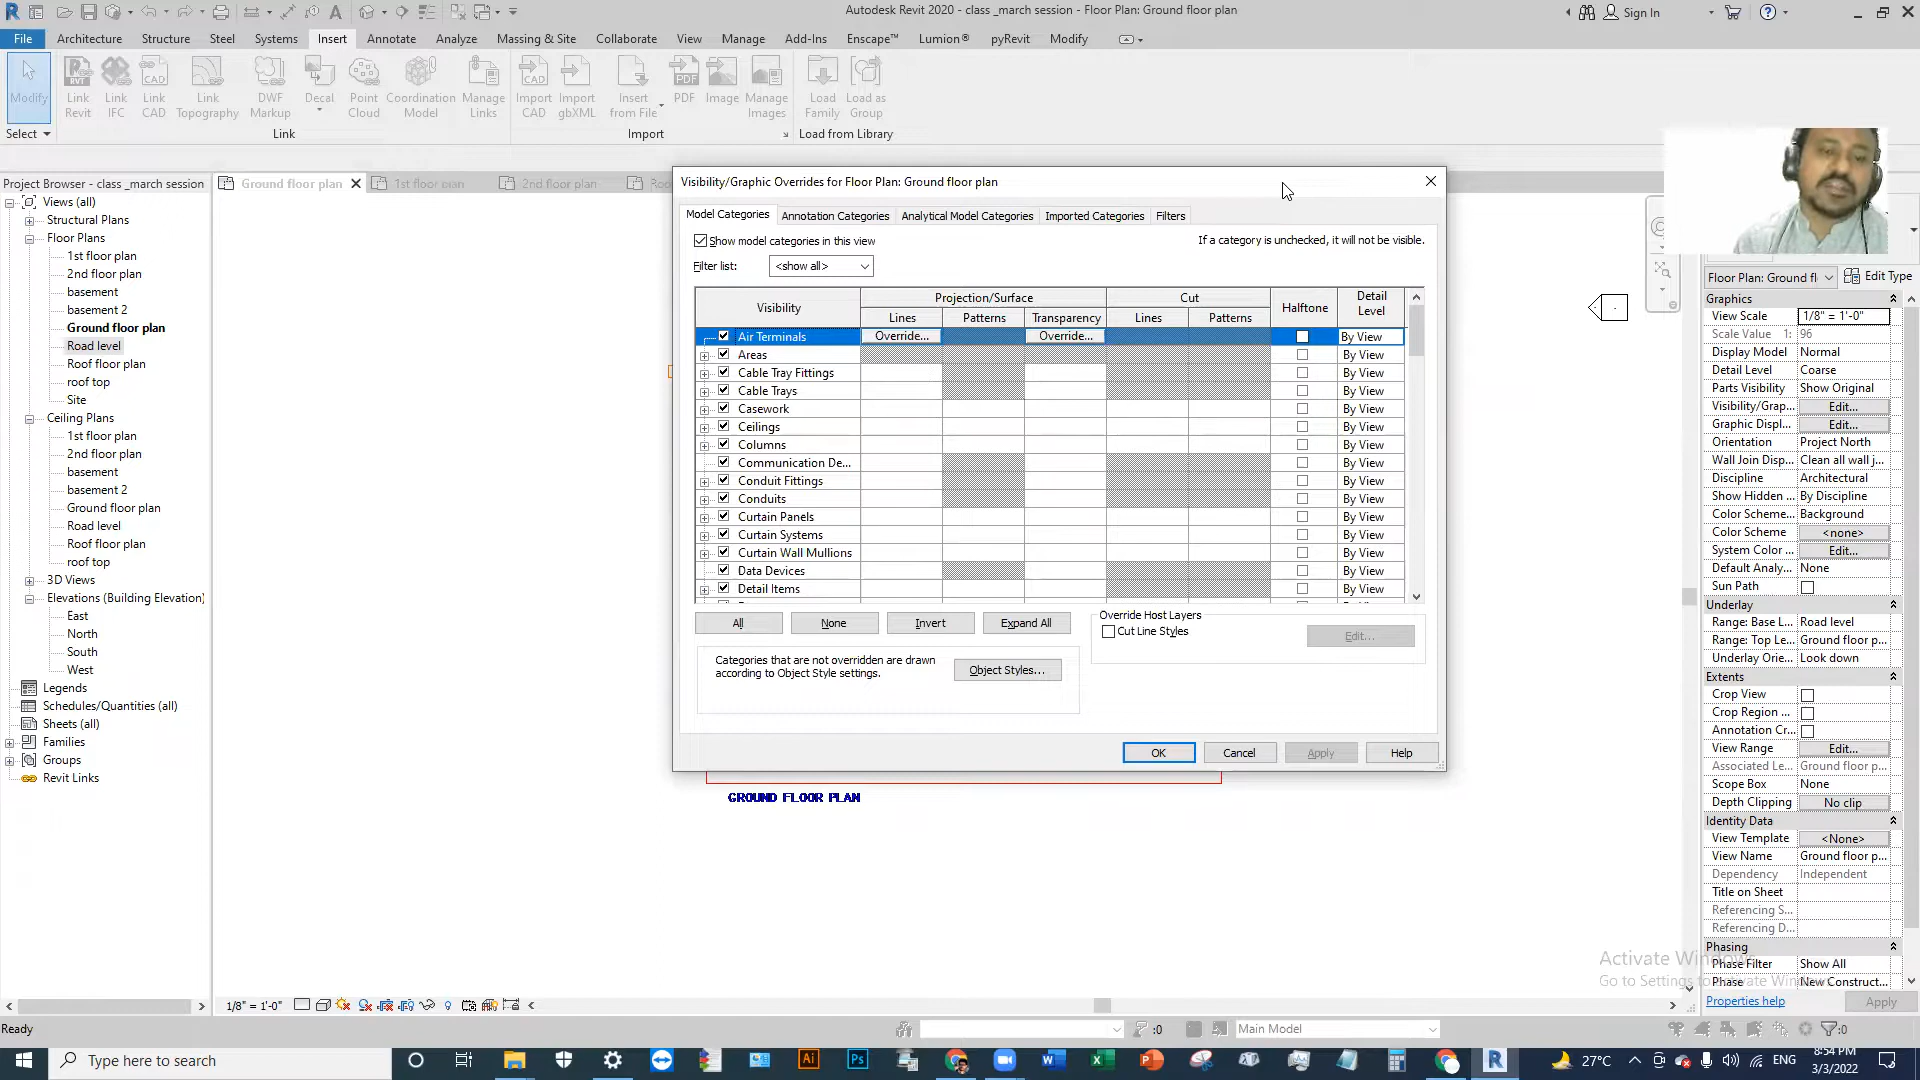 Autodesk Revit 2020 - class _march session - Floor Plan: Ground floor plan
Sign In
File Architecture Structure Steel Systems Insert Annotate Analyze Massing & Site Collaborate View Manage Add-Ins Enscape™ Lumion® pyRevit Modify
Modify
Link Revit
Link IFC
Link CAD
Link Topography
DWF Markup
Decal
Point Cloud
Coordination Model
Manage Links
Import CAD
Import gbXML
Insert from File
PDF
Image
Manage Images
Load Family
Load as Group
Select Link Import Load from Library
Project Browser - class _march session
Ground floor plan 1st floor plan 2nd floor plan
Views (all)
Structural Plans
Floor Plans
1st floor plan
2nd floor plan
basement
basement 2
Ground floor plan
Road level
Roof floor plan
roof top
Site
Ceiling Plans
1st floor plan
2nd floor plan
basement
basement 2
Ground floor plan
Road level
Roof floor plan
roof top
3D Views
Elevations (Building Elevation)
East
North
South
West
Legends
Schedules/Quantities (all)
Sheets (all)
Families
Groups
Revit Links
Visibility/Graphic Overrides for Floor Plan: Ground floor plan
Model Categories Annotation Categories Analytical Model Categories Imported Categories Filters
Show model categories in this view
If a category is unchecked, it will not be visible.
Filter list: <show all>
Visibility Projection/Surface Cut Halftone Detail Level
Lines Patterns Transparency Lines Patterns
Air Terminals Override... Override... By View
Areas By View
Cable Tray Fittings By View
Cable Trays By View
Casework By View
Ceilings By View
Columns By View
Communication De... By View
Conduit Fittings By View
Conduits By View
Curtain Panels By View
Curtain Systems By View
Curtain Wall Mullions By View
Data Devices By View
Detail Items By View
All None Invert Expand All
Override Host Layers
Cut Line Styles Edit...
Categories that are not overridden are drawn
according to Object Style settings.
Object Styles...
OK Cancel Apply Help
GROUND FLOOR PLAN
Floor Plan: Ground fl Edit Type
Graphics
View Scale 1/8" = 1'-0"
Scale Value 1: 96
Display Model Normal
Detail Level Coarse
Parts Visibility Show Original
Visibility/Grap... Edit...
Graphic Displ... Edit...
Orientation Project North
Wall Join Disp... Clean all wall j...
Discipline Architectural
Show Hidden ... By Discipline
Color Scheme... Background
Color Scheme <none>
System Color ... Edit...
Default Analy... None
Sun Path
Underlay
Range: Base L... Road level
Range: Top Le... Ground floor p...
Underlay Orie... Look down
Extents
Crop View
Crop Region ...
Annotation Cr...
View Range Edit...
Associated Le... Ground floor p...
Scope Box None
Depth Clipping No clip
Identity Data
View Template <None>
View Name Ground floor p...
Dependency Independent
Title on Sheet
Referencing S...
Referencing D...
Phasing
Phase Filter Show All
Phase New Construct...
Properties help Apply
Activate Windows
Go to Settings to activate Windows.
1/8" = 1'-0"
Ready
:0
Main Model
:0
Type here to search
27°C
ENG
8:54 PM
3/3/2022